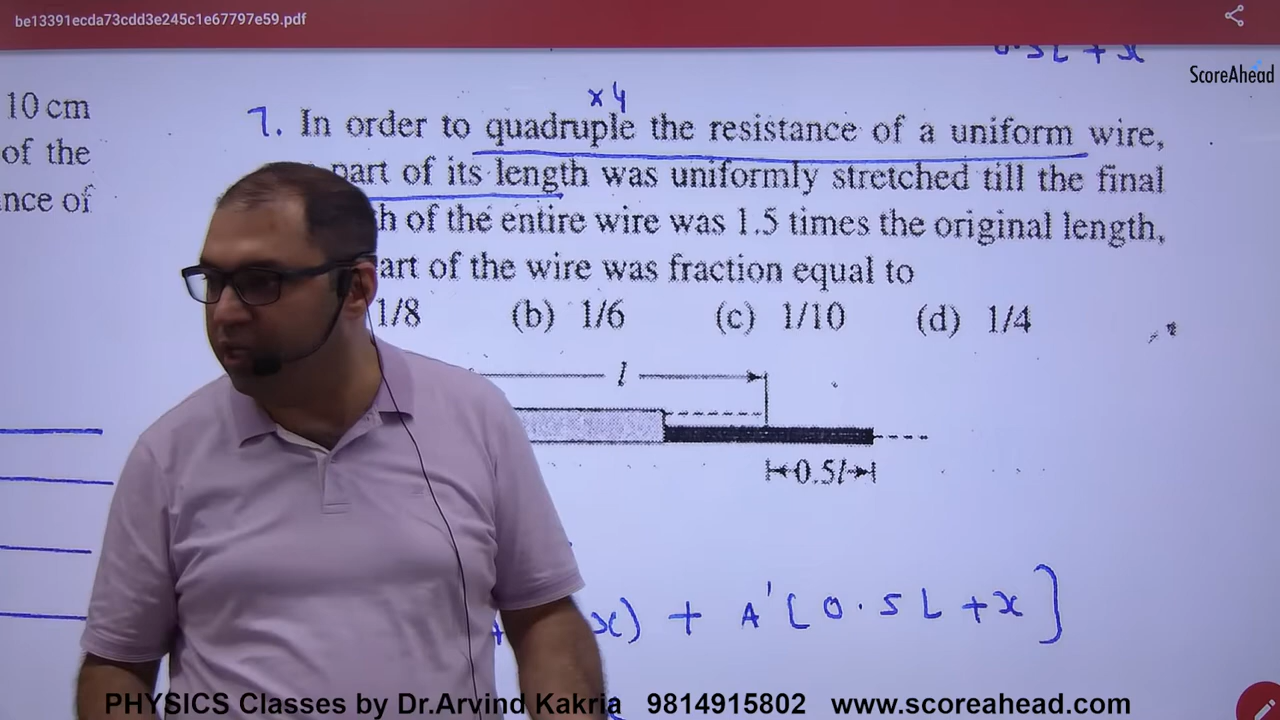 be13391ecda73cdd3e245c1e67797e59.pdf
0.5L + x
ScoreAhead
10 cm
of the
nce of
x 4
7. In order to quadruple the resistance of a uniform wire,
part of its length was uniformly stretched till the final
h of the entire wire was 1.5 times the original length,
art of the wire was fraction equal to
1/8 (b) 1/6 (c) 1/10 (d) 1/4
l
0.5l
x) + A' [0.5L + x]
PHYSICS Classes by Dr.Arvind Kakria 9814915802 www.scoreahead.com